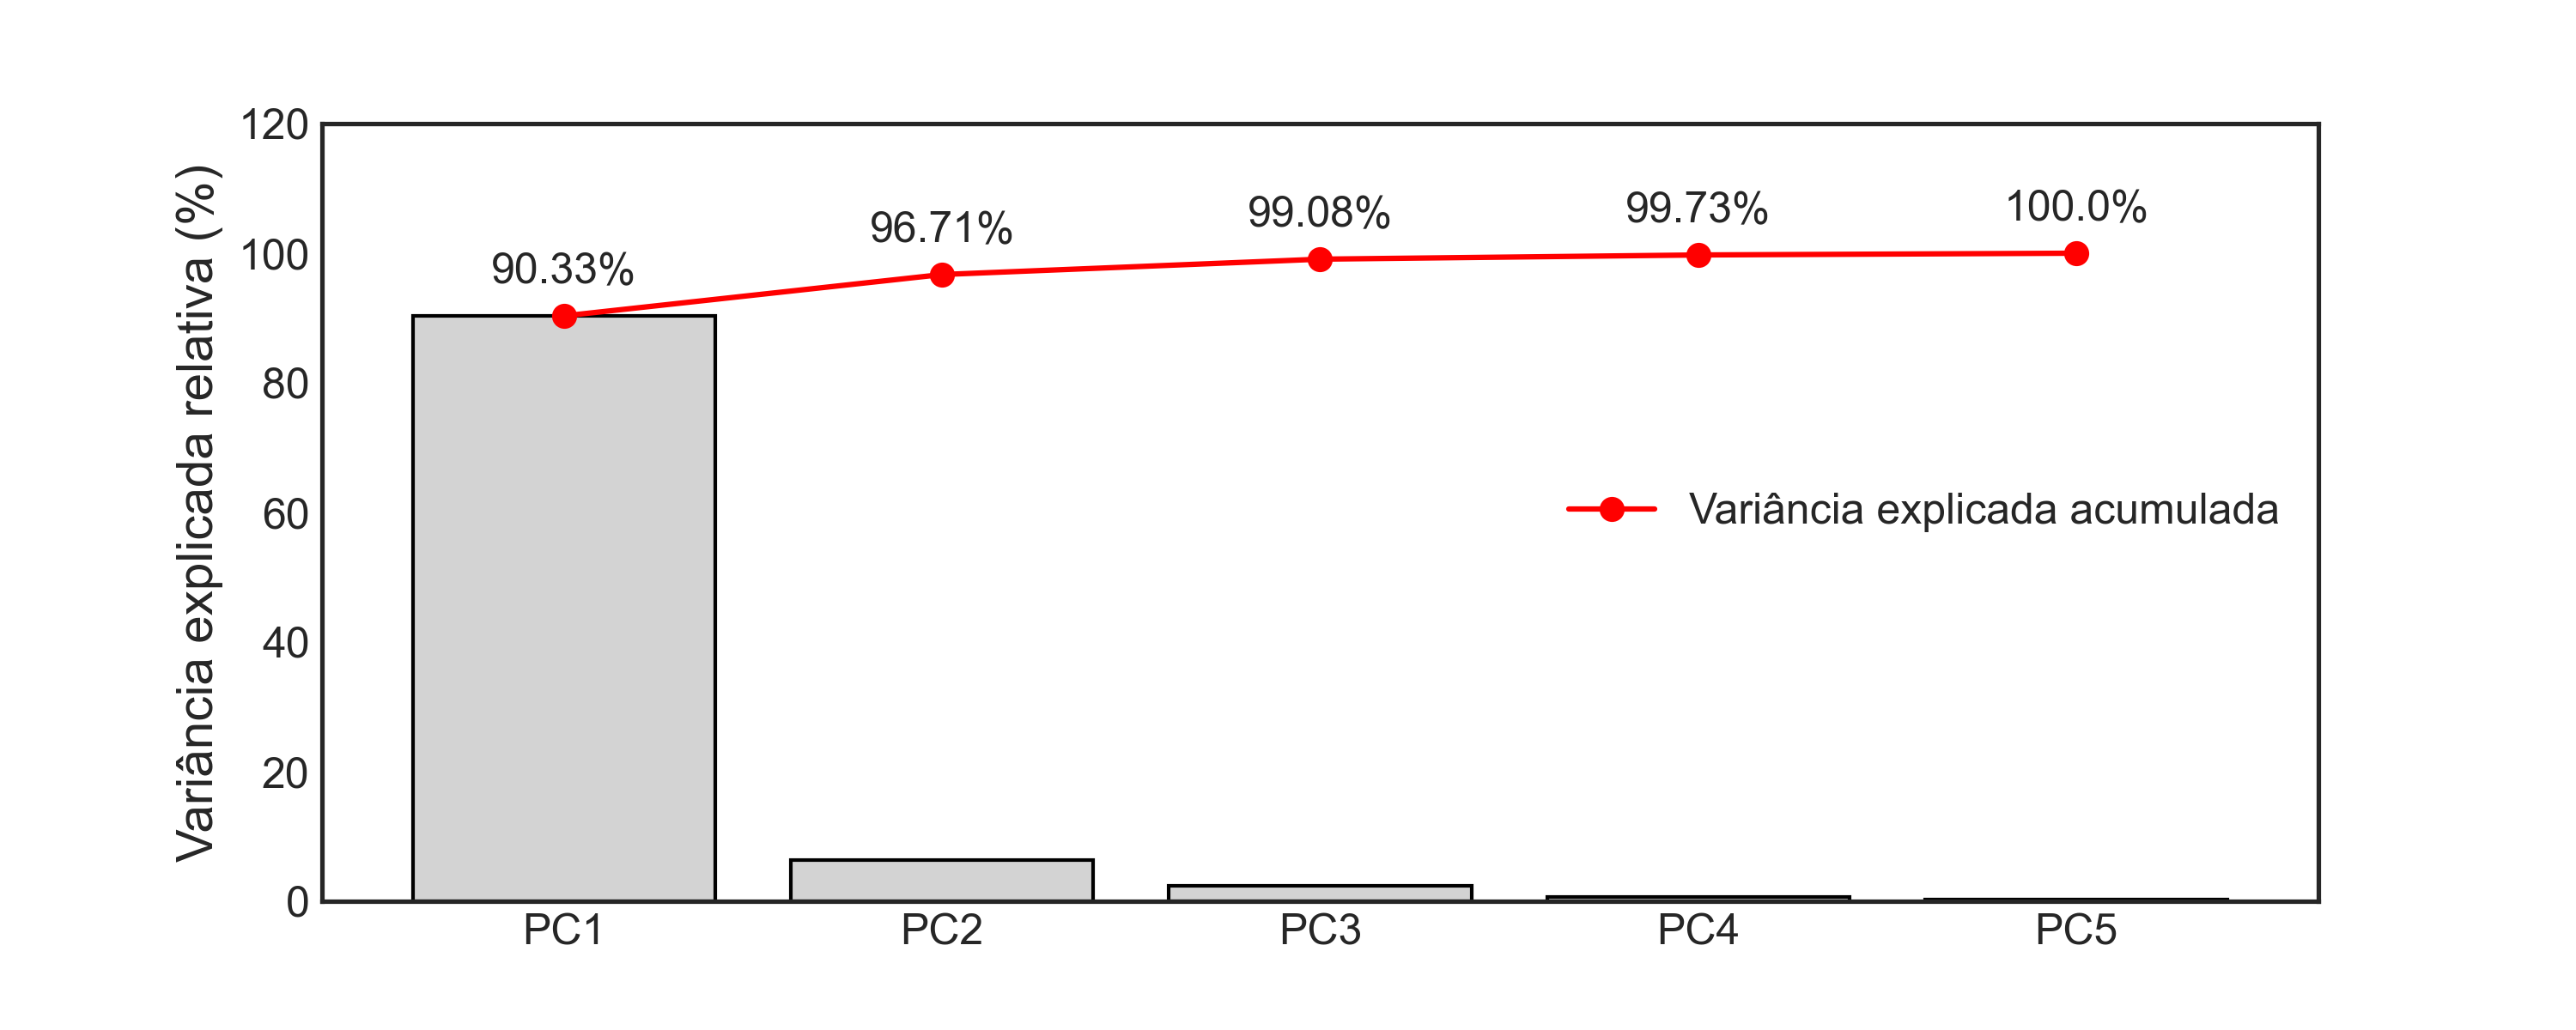 Variância explicada relativa (%)
120
100
80
60
40
20
0
90.33%
96.71%
99.08%
99.73%
100.0%
Variância explicada acumulada
PC1
PC2
PC3
PC4
PC5